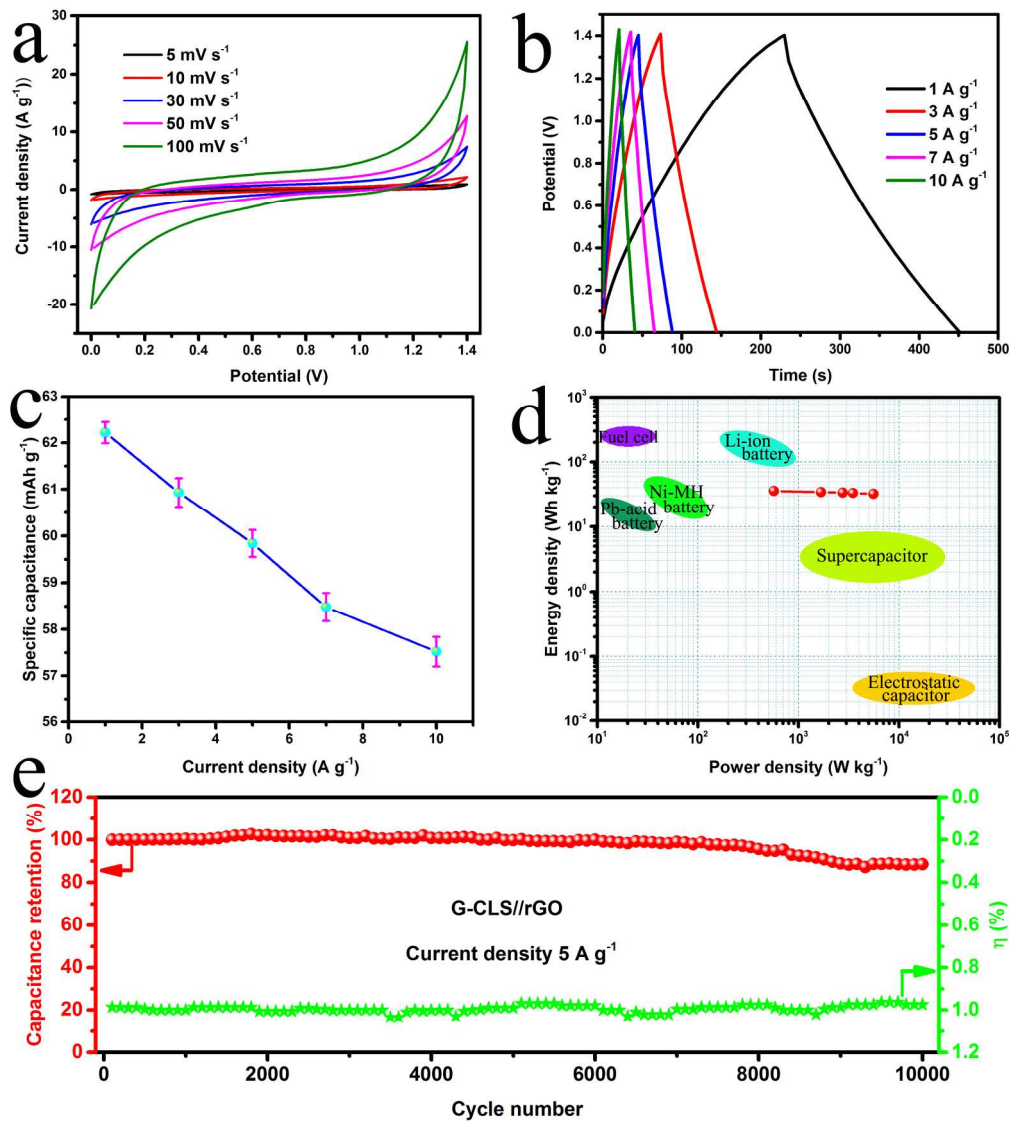 a
Current density (A g⁻¹))
30
20
10
0
-10
-20
5 mV s⁻¹
10 mV s⁻¹
30 mV s⁻¹
50 mV s⁻¹
100 mV s⁻¹
0.0 0.2 0.4 0.6 0.8 1.0 1.2 1.4
Potential (V)
b
Potential (V)
1.6
1.4
1.2
1.0
0.8
0.6
0.4
0.2
0.0
1 A g⁻¹
3 A g⁻¹
5 A g⁻¹
7 A g⁻¹
10 A g⁻¹
0 100 200 300 400 500
Time (s)
c
Specific capacitance (mAh g⁻¹)
63
62
61
60
59
58
57
56
0 2 4 6 8 10
Current density (A g⁻¹)
d
Energy density (Wh kg⁻¹)
10³
10²
10¹
10⁰
10⁻¹
10⁻²
Fuel cell
Li-ion
battery
Ni-MH
battery
Pb-acid
battery
Supercapacitor
Electrostatic
capacitor
10¹ 10² 10³ 10⁴ 10⁵
Power density (W kg⁻¹)
e
Capacitance retention (%)
120
100
80
60
40
20
0
G-CLS//rGO
Current density 5 A g⁻¹
0.0
0.2
0.4
0.6
0.8
1.0
1.2
η (%)
0 2000 4000 6000 8000 10000
Cycle number